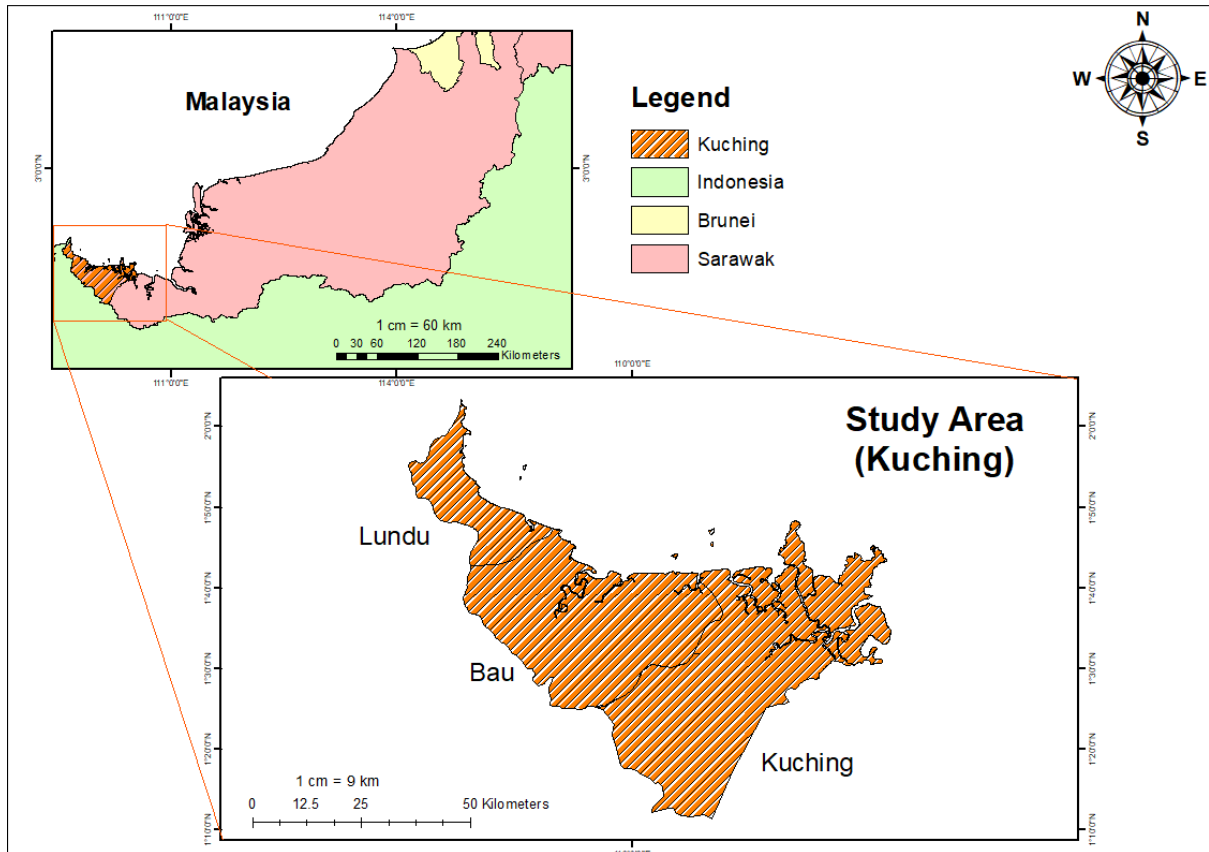 111°0'0"E
114°0'0"E
N
W
E
S
Malaysia
Legend
Kuching
Indonesia
Brunei
Sarawak
3°0'0"N
3°0'0"N
1 cm = 60 km
0 30 60 120 180 240
Kilometers
111°0'0"E
114°0'0"E
110°0'0"E
Study Area
(Kuching)
2°0'0"N
2°0'0"N
1°50'0"N
1°50'0"N
Lundu
1°40'0"N
1°40'0"N
Bau
1°30'0"N
1°30'0"N
Kuching
1°20'0"N
1°20'0"N
1 cm = 9 km
0 12.5 25 50 Kilometers
1°10'0"N
1°10'0"N